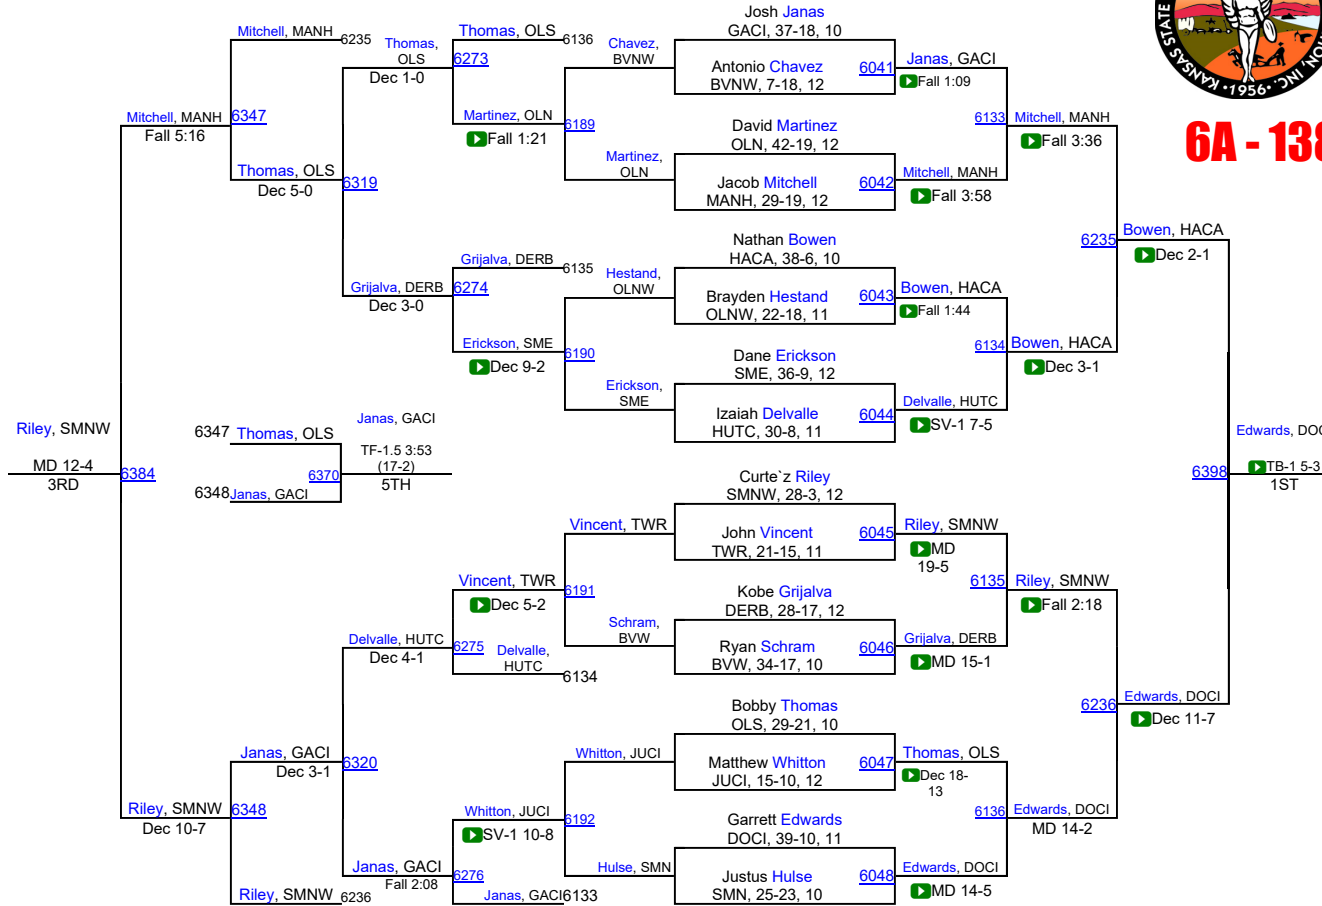 Josh Janas
GACI, 37-18, 10
Antonio Chavez
BVNW, 7-18, 12
David Martinez
OLN, 42-19, 12
Jacob Mitchell
MANH, 29-19, 12
Nathan Bowen
HACA, 38-6, 10
Brayden Hestand
OLNW, 22-18, 11
Dane Erickson
SME, 36-9, 12
Izaiah Delvalle
HUTC, 30-8, 11
Curte`z Riley
SMNW, 28-3, 12
John Vincent
TWR, 21-15, 11
Kobe Grijalva
DERB, 28-17, 12
Ryan Schram
BVW, 34-17, 10
Bobby Thomas
OLS, 29-21, 10
Matthew Whitton
JUCI, 15-10, 12
Garrett Edwards
DOCI, 39-10, 11
Justus Hulse
SMN, 25-23, 10
6041
Janas, GACI
Fall 1:09
6042
Mitchell, MANH
Fall 3:58
6043
Bowen, HACA
Fall 1:44
6044
Delvalle, HUTC
SV-1 7-5
6045
Riley, SMNW
MD
19-5
6046
Grijalva, DERB
MD 15-1
6047
Thomas, OLS
Dec 18-
13
6048
Edwards, DOCI
MD 14-5
6133
Mitchell, MANH
Fall 3:36
6134
Bowen, HACA
Dec 3-1
6135
Riley, SMNW
Fall 2:18
6136
Edwards, DOCI
MD 14-2
6235
Bowen, HACA
Dec 2-1
6236
Edwards, DOCI
Dec 11-7
6398
Edwards, DOC
TB-1 5-3
1ST
KANSAS STATE
ION, INC.
•1956•
6A - 138
Chavez,
BVNW
Martinez,
OLN
6189
Hestand,
OLNW
Erickson,
SME
6190
Vincent, TWR
Schram,
BVW
6191
Whitton, JUCI
Hulse, SMN
6192
Thomas, OLS
6136
6273
Martinez, OLN
Fall 1:21
Grijalva, DERB
6135
6274
Erickson, SME
Dec 9-2
Vincent, TWR
Dec 5-2
6275
Delvalle,
HUTC
6134
Whitton, JUCI
SV-1 10-8
6276
Janas, GACI
6133
Thomas,
OLS
Dec 1-0
6319
Grijalva, DERB
Dec 3-0
Delvalle, HUTC
Dec 4-1
6320
Janas, GACI
Fall 2:08
Mitchell, MANH
6235
6347
Thomas, OLS
Dec 5-0
Janas, GACI
Dec 3-1
6348
Riley, SMNW
6236
Mitchell, MANH
Fall 5:16
Riley, SMNW
Dec 10-7
6384
Riley, SMNW
MD 12-4
3RD
6347
Thomas, OLS
6348
Janas, GACI
6370
Janas, GACI
TF-1.5 3:53
(17-2)
5TH